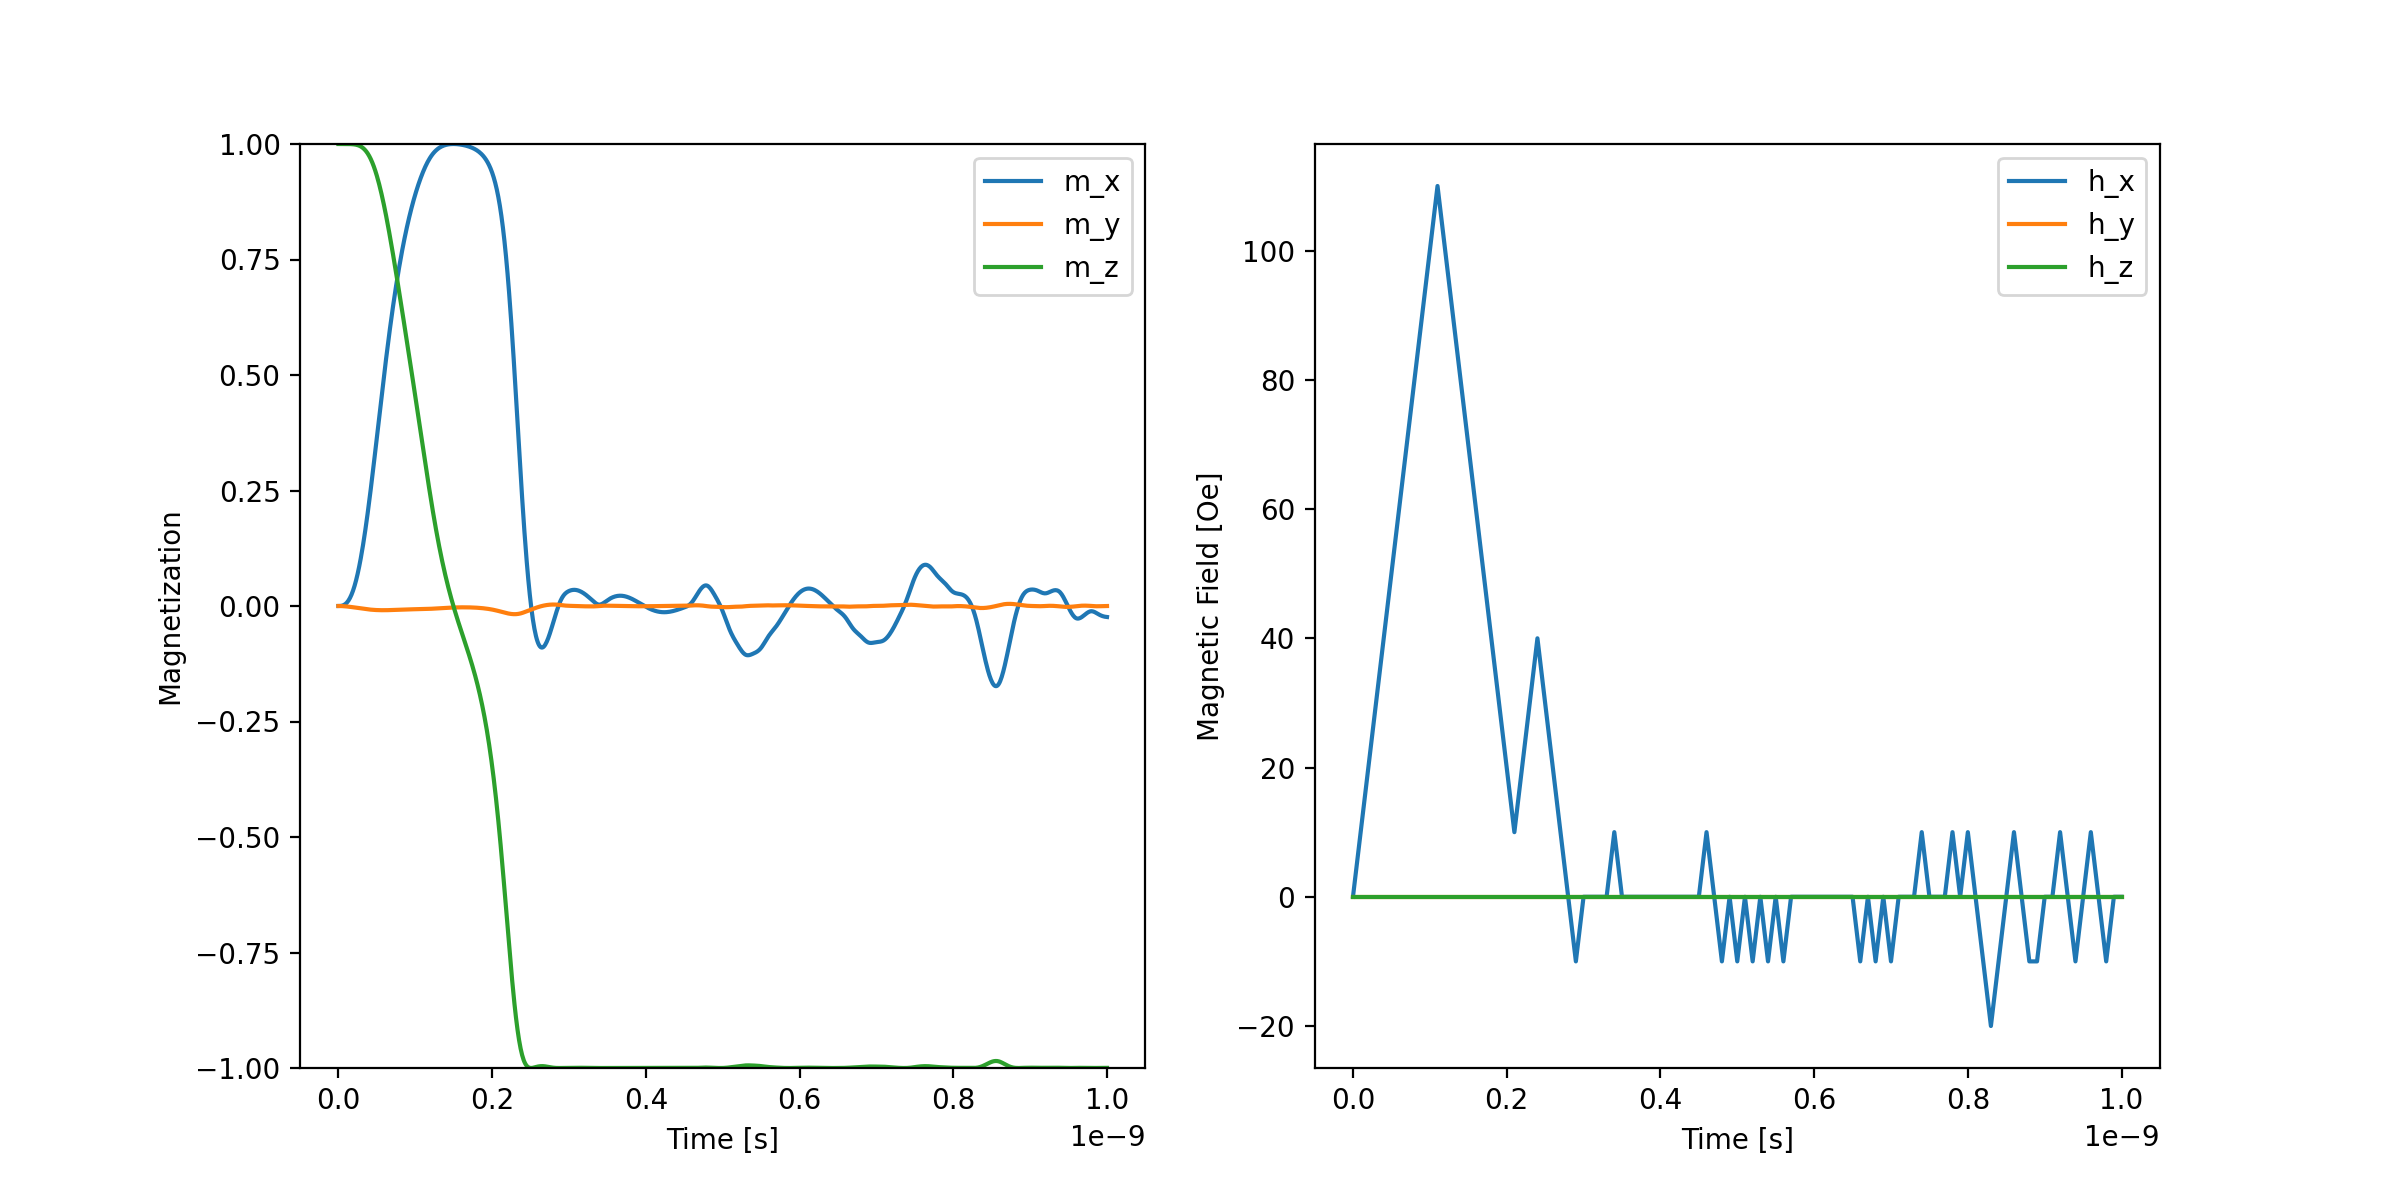 1.00
0.75
0.50
0.25
0.00
−0.25
−0.50
−0.75
−1.00
Magnetization
0.0 0.2 0.4 0.6 0.8 1.0
1e−9
Time [s]
m_x
m_y
m_z
100
80
60
40
20
0
−20
Magnetic Field [Oe]
0.0 0.2 0.4 0.6 0.8 1.0
1e−9
Time [s]
h_x
h_y
h_z